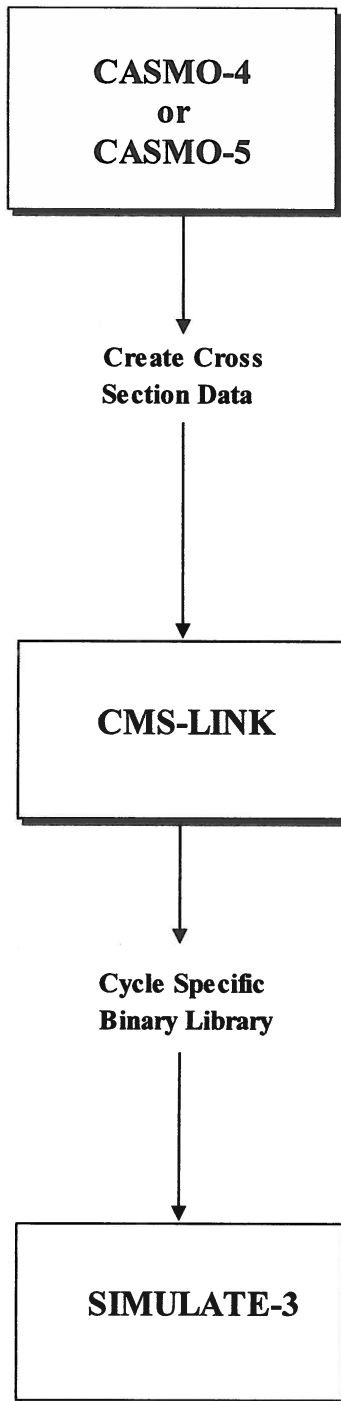 CASMO-4
or
CASMO-5
Create Cross
Section Data
CMS-LINK
Cycle Specific
Binary Library
SIMULATE-3